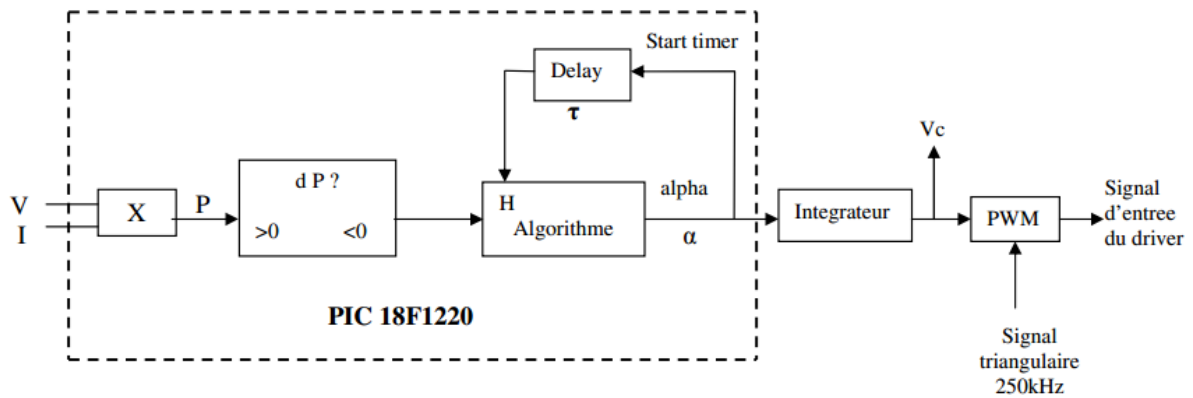 Start timer
Delay
τ
Vc
d P ?
V
I
X
P
>0 <0
H
Algorithme
alpha
α
Integrateur
PWM
Signal
d'entree
du driver
PIC 18F1220
Signal
triangulaire
250kHz